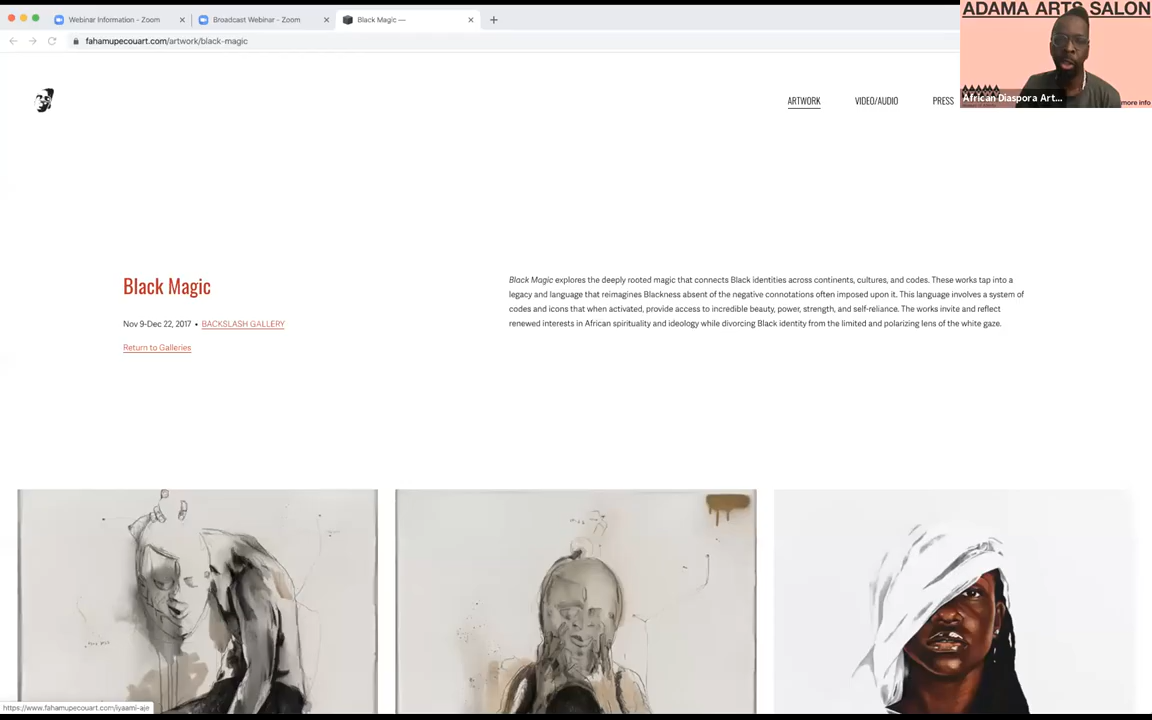 Webinar Information - Zoom
Broadcast Webinar - Zoom
Black Magic —
fahamupecouart.com/artwork/black-magic
ADAMA ARTS SALON
African Diaspora Art...
more info
ARTWORK
VIDEO/AUDIO
PRESS
Black Magic
Nov 9-Dec 22, 2017 • BACKSLASH GALLERY
Return to Galleries
Black Magic explores the deeply rooted magic that connects Black identities across continents, cultures, and codes. These works tap into a
legacy and language that reimagines Blackness absent of the negative connotations often imposed upon it. This language involves a system of
codes and icons that when activated, provide access to incredible beauty, power, strength, and self-reliance. The works invite and reflect
renewed interests in African spirituality and ideology while divorcing Black identity from the limited and polarizing lens of the white gaze.
https://www.fahamupecouart.com/iyaami-aje